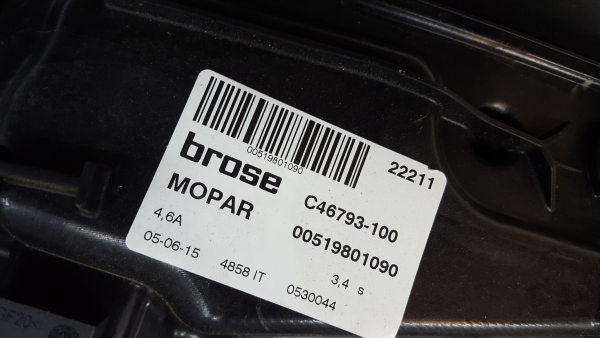 22211
00519801090
brose
C46793-100
MOPAR
00519801090
4,6A
3,4 s
05-06-15 4858 IT 0530044